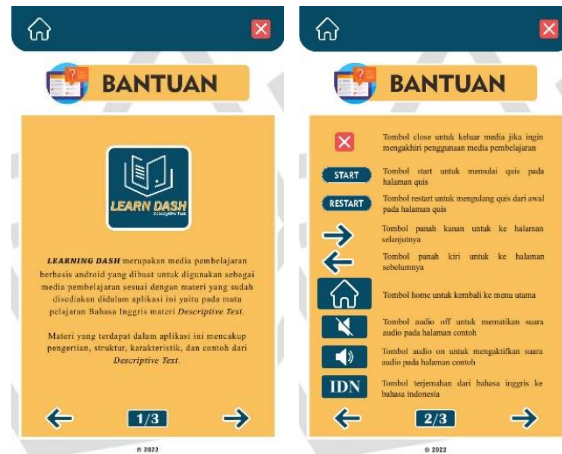 BANTUAN
LEARN DASH
Descriptive Text
LEARNING DASH merupakan media pembelajaran
berbasis android yang dibuat untuk digunakan sebagai
media pembelajaran sesuai dengan materi yang sudah
disediakan didalam aplikasi ini yaitu pada mata
pelajaran Bahasa Inggris materi Descriptive Text.
Materi yang terdapat dalam aplikasi ini mencakup
pengertian, struktur, karakteristik, dan contoh dari
Descriptive Text.
1/3
© 2022
BANTUAN
Tombol close untuk keluar media jika ingin
mengakhiri penggunaan media pembelajaran
START
Tombol start untuk memulai quis pada
halaman quis
RESTART
Tombol restart untuk mengulang quis dari awal
pada halaman quis
Tombol panah kanan untuk ke halaman
selanjutnya
Tombol panah kiri untuk ke halaman
sebelumnya
Tombol home untuk kembali ke menu utama
Tombol audio off untuk mematikan suara
audio pada halaman contoh
Tombol audio on untuk mengaktifkan suara
audio pada halaman contoh
IDN
Tombol terjemahan dari bahasa inggris ke
bahasa indonesia
2/3
© 2022